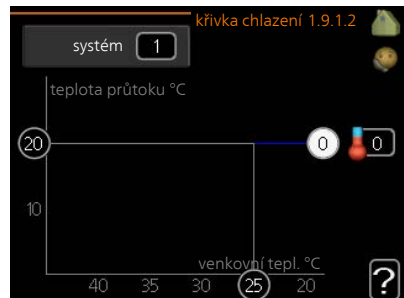 křivka chlazení 1.9.1.2
systém 1
teplota průtoku °C
20 0 0
10
venkovní tepl. °C
40 35 30 25 20
?